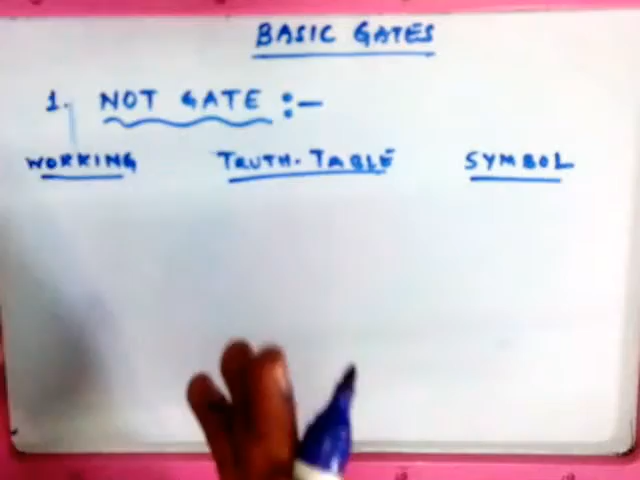 BASIC GATES
1. NOT GATE :-
WORKING TRUTH-TABLE SYMBOL